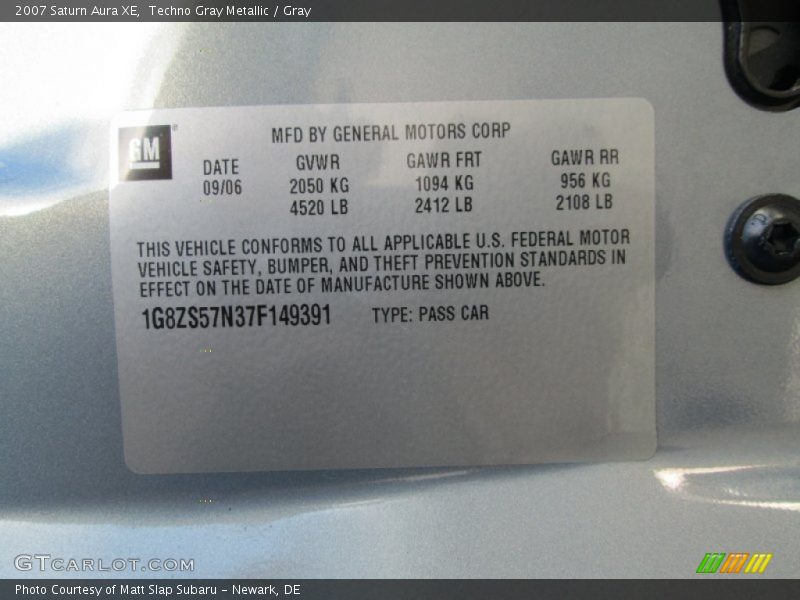 2007 Saturn Aura XE,  Techno Gray Metallic / Gray
GM
MFD BY GENERAL MOTORS CORP
DATE GVWR GAWR FRT GAWR RR
09/06 2050 KG 1094 KG 956 KG
4520 LB 2412 LB 2108 LB
THIS VEHICLE CONFORMS TO ALL APPLICABLE U.S. FEDERAL MOTOR
VEHICLE SAFETY, BUMPER, AND THEFT PREVENTION STANDARDS IN
EFFECT ON THE DATE OF MANUFACTURE SHOWN ABOVE.
1G8ZS57N37F149391 TYPE: PASS CAR
GTCARLOT.COM
Photo Courtesy of Matt Slap Subaru - Newark, DE